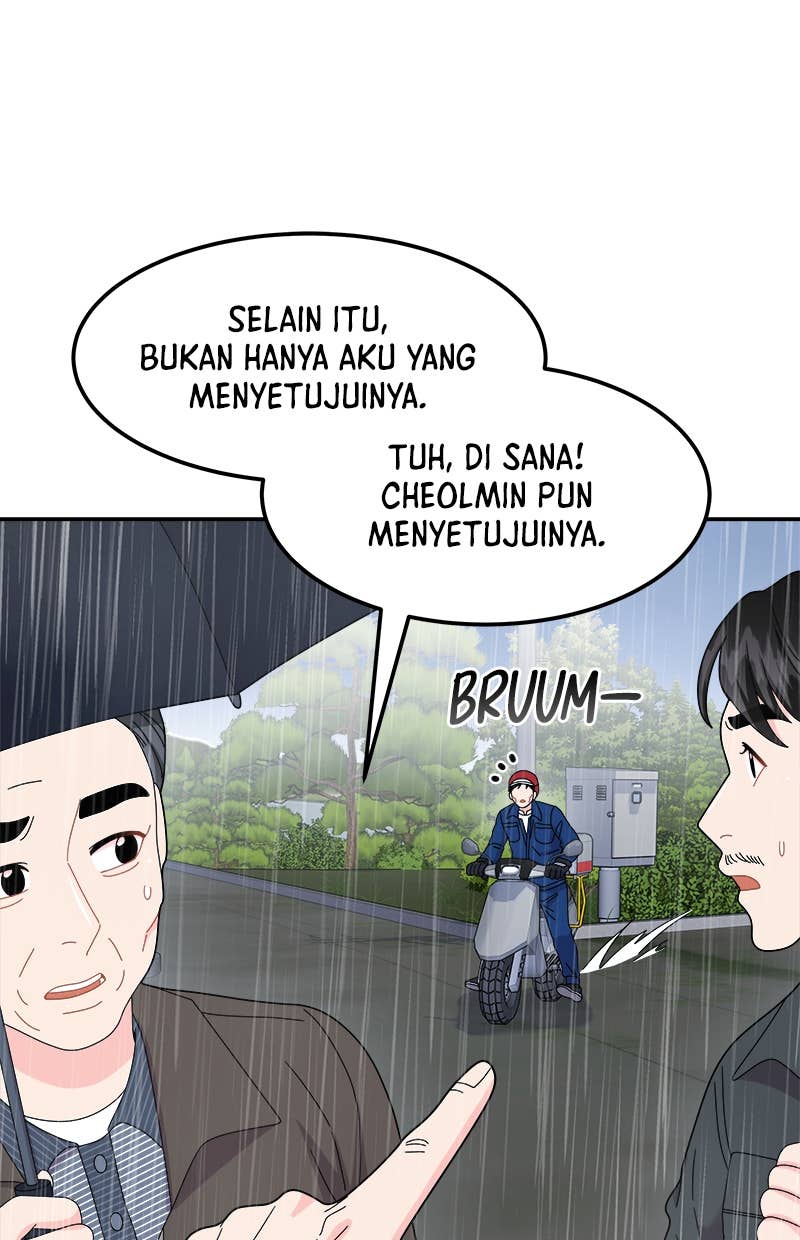 SELAIN ITU,
BUKAN HANYA AKU YANG
MENYETUJUINYA.
TUH, DI SANA!
CHEOLMIN PUN
MENYETUJUINYA.
BRUUM—